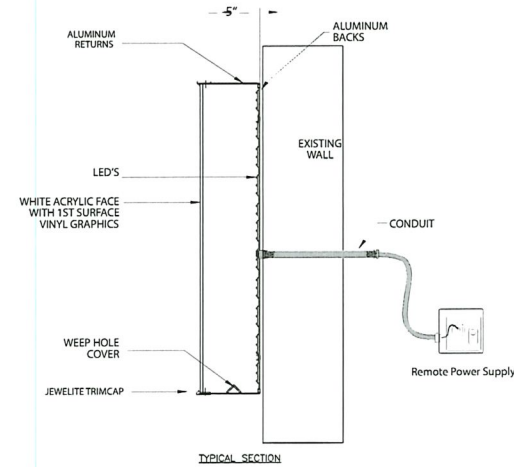 5"
ALUMINUM
RETURNS
ALUMINUM
BACKS
EXISTING
WALL
LED'S
WHITE ACRYLIC FACE
WITH 1ST SURFACE
VINYL GRAPHICS
CONDUIT
WEEP HOLE
COVER
Remote Power Supply
JEWELITE TRIMCAP
TYPICAL SECTION